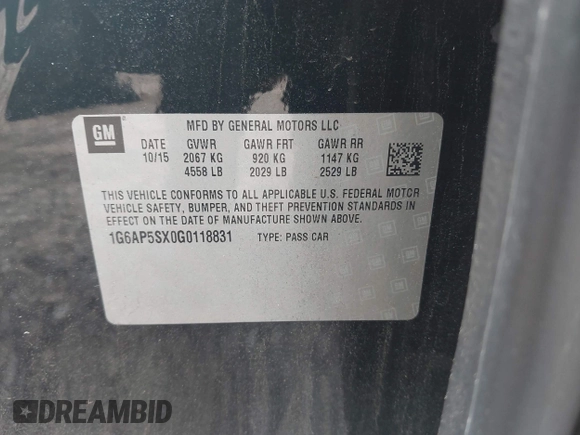 GM
MFD BY GENERAL MOTORS LLC
DATE GVWR GAWR FRT GAWR RR
10/15 2067 KG 920 KG 1147 KG
4558 LB 2029 LB 2529 LB
THIS VEHICLE CONFORMS TO ALL APPLICABLE U.S. FEDERAL MOTOR
VEHICLE SAFETY, BUMPER, AND THEFT PREVENTION STANDARDS IN
EFFECT ON THE DATE OF MANUFACTURE SHOWN ABOVE.
1G6AP5SX0G0118831 TYPE: PASS CAR
DREAMBID